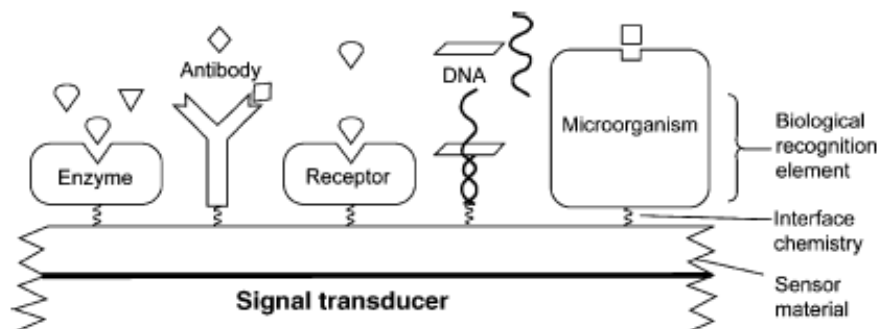 Antibody
DNA
Enzyme
Receptor
Microorganism
Biological
recognition
element
Interface
chemistry
Sensor
material
Signal transducer